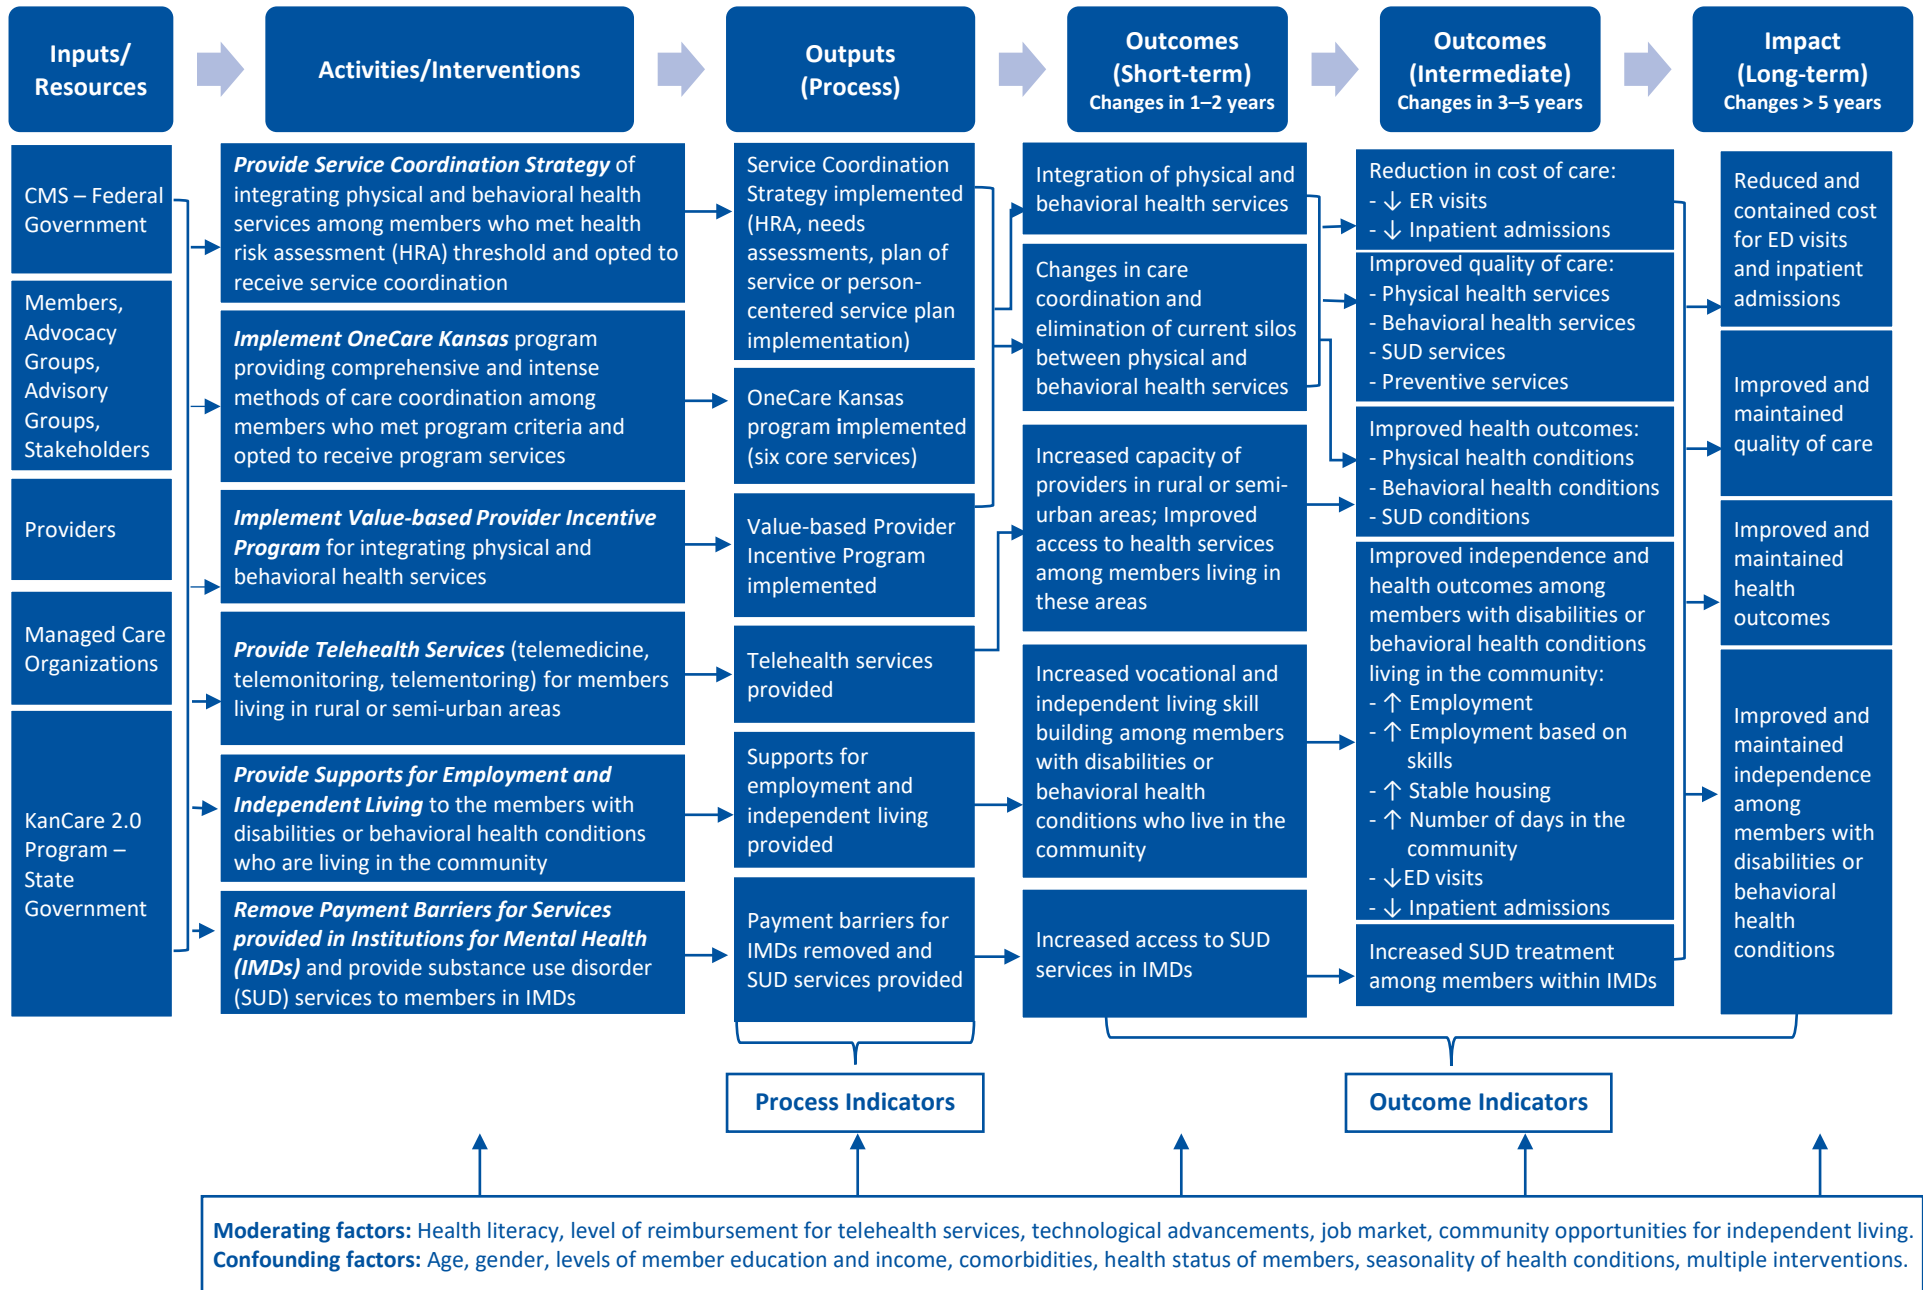 Inputs/
Resources
Activities/Interventions
Outputs
(Process)
Outcomes
(Short-term)
Changes in 1–2 years
Outcomes
(Intermediate)
Changes in 3–5 years
Impact
(Long-term)
Changes > 5 years
CMS – Federal
Government
Members,
Advocacy
Groups,
Advisory
Groups,
Stakeholders
Providers
Managed Care
Organizations
KanCare 2.0
Program –
State
Government
Provide Service Coordination Strategy of
integrating physical and behavioral health
services among members who met health
risk assessment (HRA) threshold and opted to
receive service coordination
Implement OneCare Kansas program
providing comprehensive and intense
methods of care coordination among
members who met program criteria and
opted to receive program services
Implement Value-based Provider Incentive
Program for integrating physical and
behavioral health services
Provide Telehealth Services (telemedicine,
telemonitoring, telementoring) for members
living in rural or semi-urban areas
Provide Supports for Employment and
Independent Living to the members with
disabilities or behavioral health conditions
who are living in the community
Remove Payment Barriers for Services
provided in Institutions for Mental Health
(IMDs) and provide substance use disorder
(SUD) services to members in IMDs
Service Coordination
Strategy implemented
(HRA, needs
assessments, plan of
service or person-
centered service plan
implementation)
OneCare Kansas
program implemented
(six core services)
Value-based Provider
Incentive Program
implemented
Telehealth services
provided
Supports for
employment and
independent living
provided
Payment barriers for
IMDs removed and
SUD services provided
Integration of physical and
behavioral health services
Changes in care
coordination and
elimination of current silos
between physical and
behavioral health services
Increased capacity of
providers in rural or semi-
urban areas; Improved
access to health services
among members living in
these areas
Increased vocational and
independent living skill
building among members
with disabilities or
behavioral health
conditions who live in the
community
Increased access to SUD
services in IMDs
Reduction in cost of care:
- ↓ ER visits
- ↓ Inpatient admissions
Improved quality of care:
- Physical health services
- Behavioral health services
- SUD services
- Preventive services
Improved health outcomes:
- Physical health conditions
- Behavioral health conditions
- SUD conditions
Improved independence and
health outcomes among
members with disabilities or
behavioral health conditions
living in the community:
- ↑ Employment
- ↑ Employment based on
skills
- ↑ Stable housing
- ↑ Number of days in the
community
- ↓ED visits
- ↓ Inpatient admissions
Increased SUD treatment
among members within IMDs
Reduced and
contained cost
for ED visits
and inpatient
admissions
Improved and
maintained
quality of care
Improved and
maintained
health
outcomes
Improved and
maintained
independence
among
members with
disabilities or
behavioral
health
conditions
Process Indicators
Outcome Indicators
Moderating factors: Health literacy, level of reimbursement for telehealth services, technological advancements, job market, community opportunities for independent living.
Confounding factors: Age, gender, levels of member education and income, comorbidities, health status of members, seasonality of health conditions, multiple interventions.